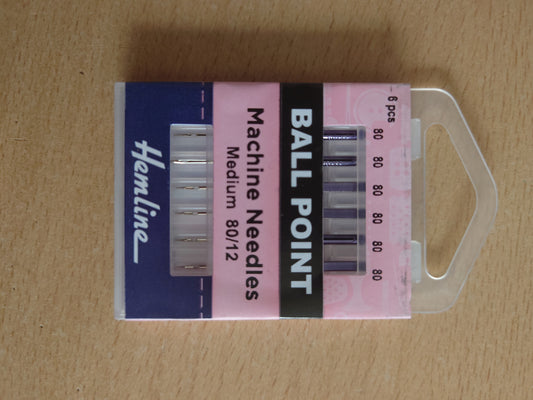 6 pcs
80 80 80 80 80 80
BALL POINT
Machine Needles
Medium 80/12
Hemline